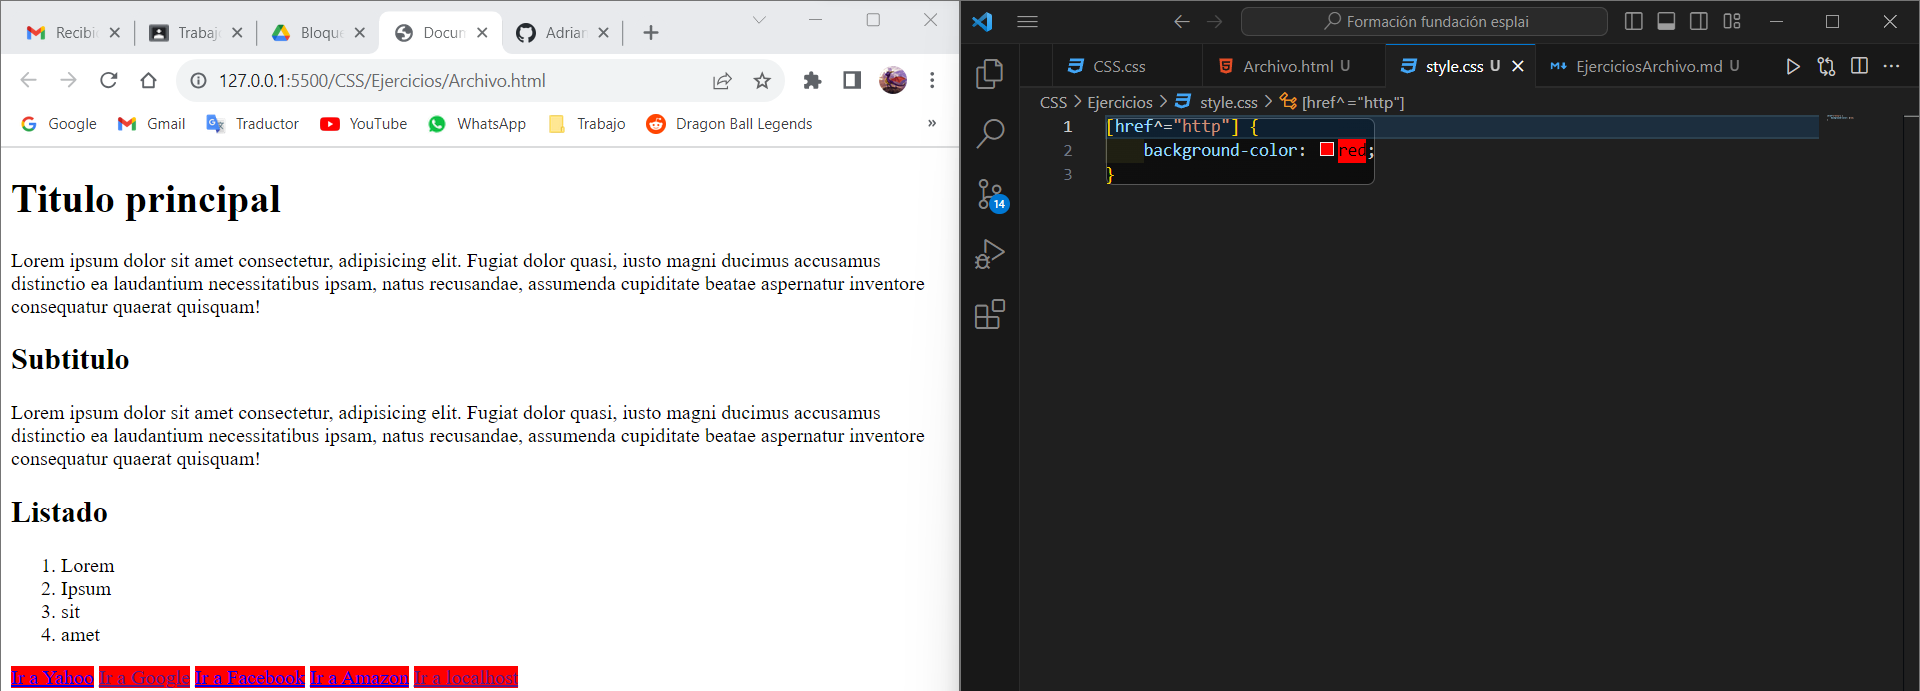 Recibi Trabaj Bloque Docum Adrian
127.0.0.1:5500/CSS/Ejercicios/Archivo.html
Google Gmail Traductor YouTube WhatsApp Trabajo Dragon Ball Legends »
Titulo principal
Lorem ipsum dolor sit amet consectetur, adipisicing elit. Fugiat dolor quasi, iusto magni ducimus accusamus
distinctio ea laudantium necessitatibus ipsam, natus recusandae, assumenda cupiditate beatae aspernatur inventore
consequatur quaerat quisquam!
Subtitulo
Lorem ipsum dolor sit amet consectetur, adipisicing elit. Fugiat dolor quasi, iusto magni ducimus accusamus
distinctio ea laudantium necessitatibus ipsam, natus recusandae, assumenda cupiditate beatae aspernatur inventore
consequatur quaerat quisquam!
Listado
1. Lorem
2. Ipsum
3. sit
4. amet
Ir a Yahoo Ir a Google Ir a Facebook Ir a Amazon Ir a localhost
Formación fundación esplai
CSS.css Archivo.html U style.css U EjerciciosArchivo.md U
CSS > Ejercicios > style.css > [href^="http"]
1 [href^="http"] {
2 background-color: red;
3 }
14